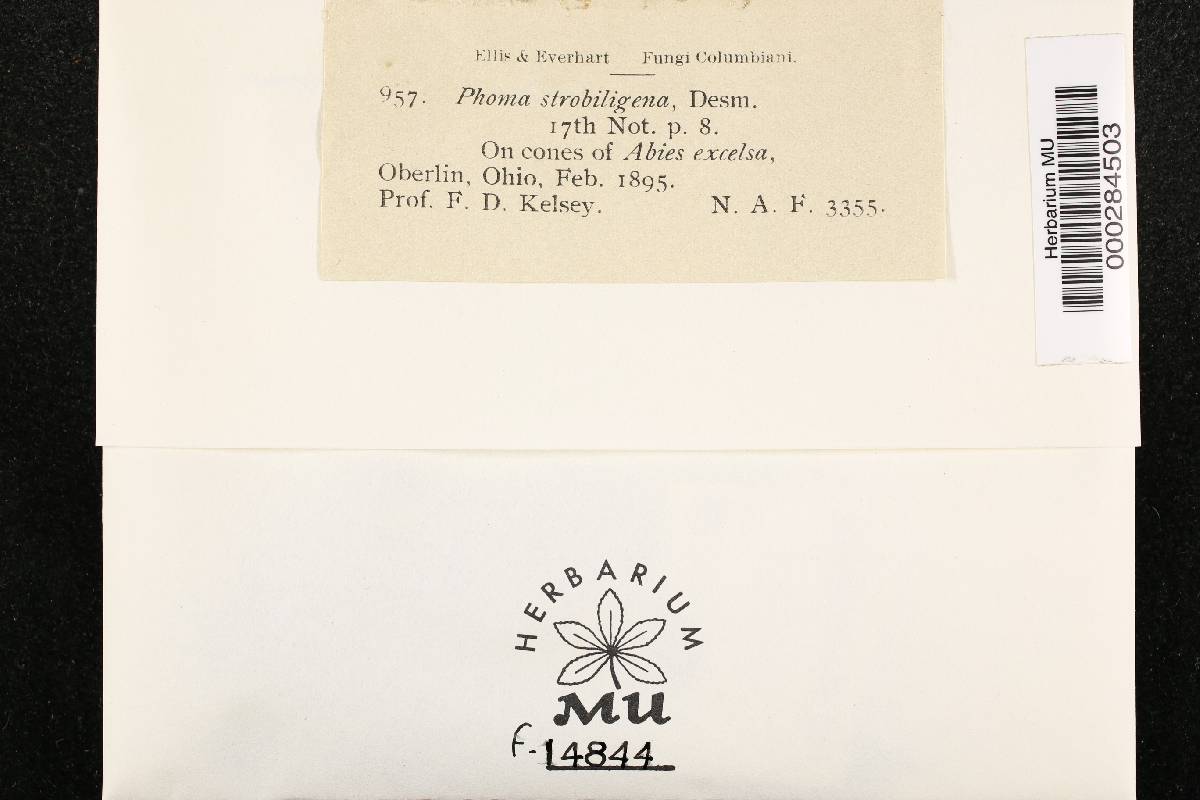 Ellis & Everhart Fungi Columbiani.
957. Phoma strobiligena, Desm.
17th Not. p. 8.
On cones of Abies excelsa,
Oberlin, Ohio, Feb. 1895.
Prof. F. D. Kelsey. N. A. F. 3355.
Herbarium MU
000284503
HERBARIUM
MU
F-14844